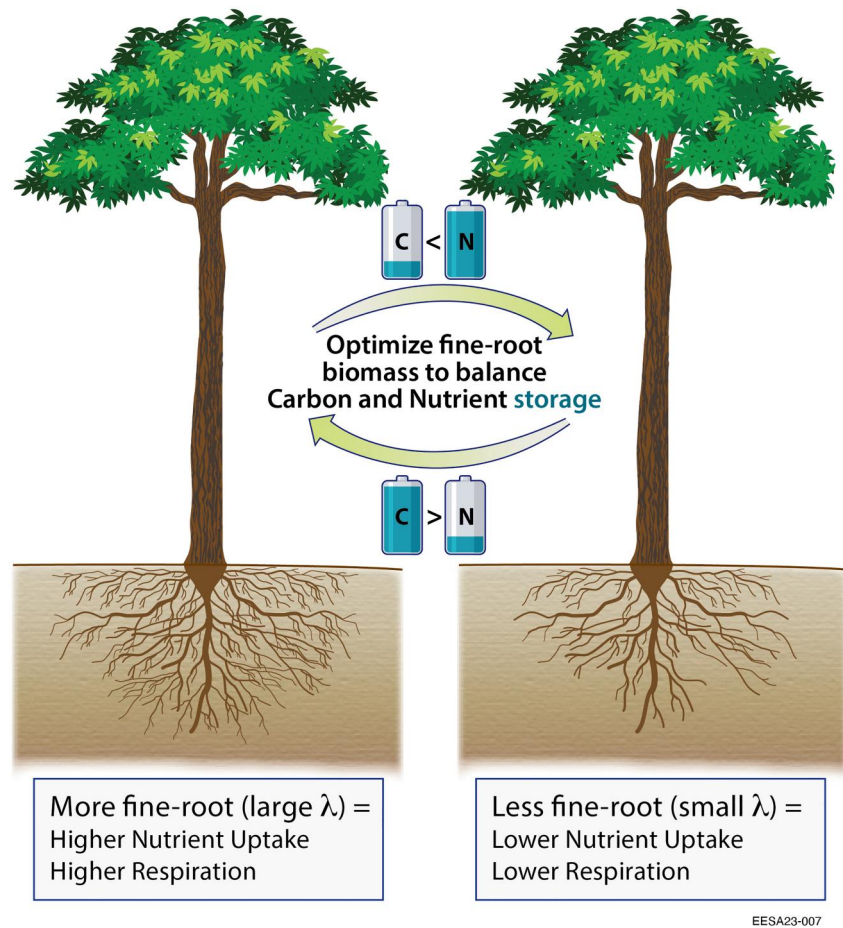 C < N
Optimize fine-root
biomass to balance
Carbon and Nutrient storage
C > N
More fine-root (large λ) =
Higher Nutrient Uptake
Higher Respiration
Less fine-root (small λ) =
Lower Nutrient Uptake
Lower Respiration
EESA23-007